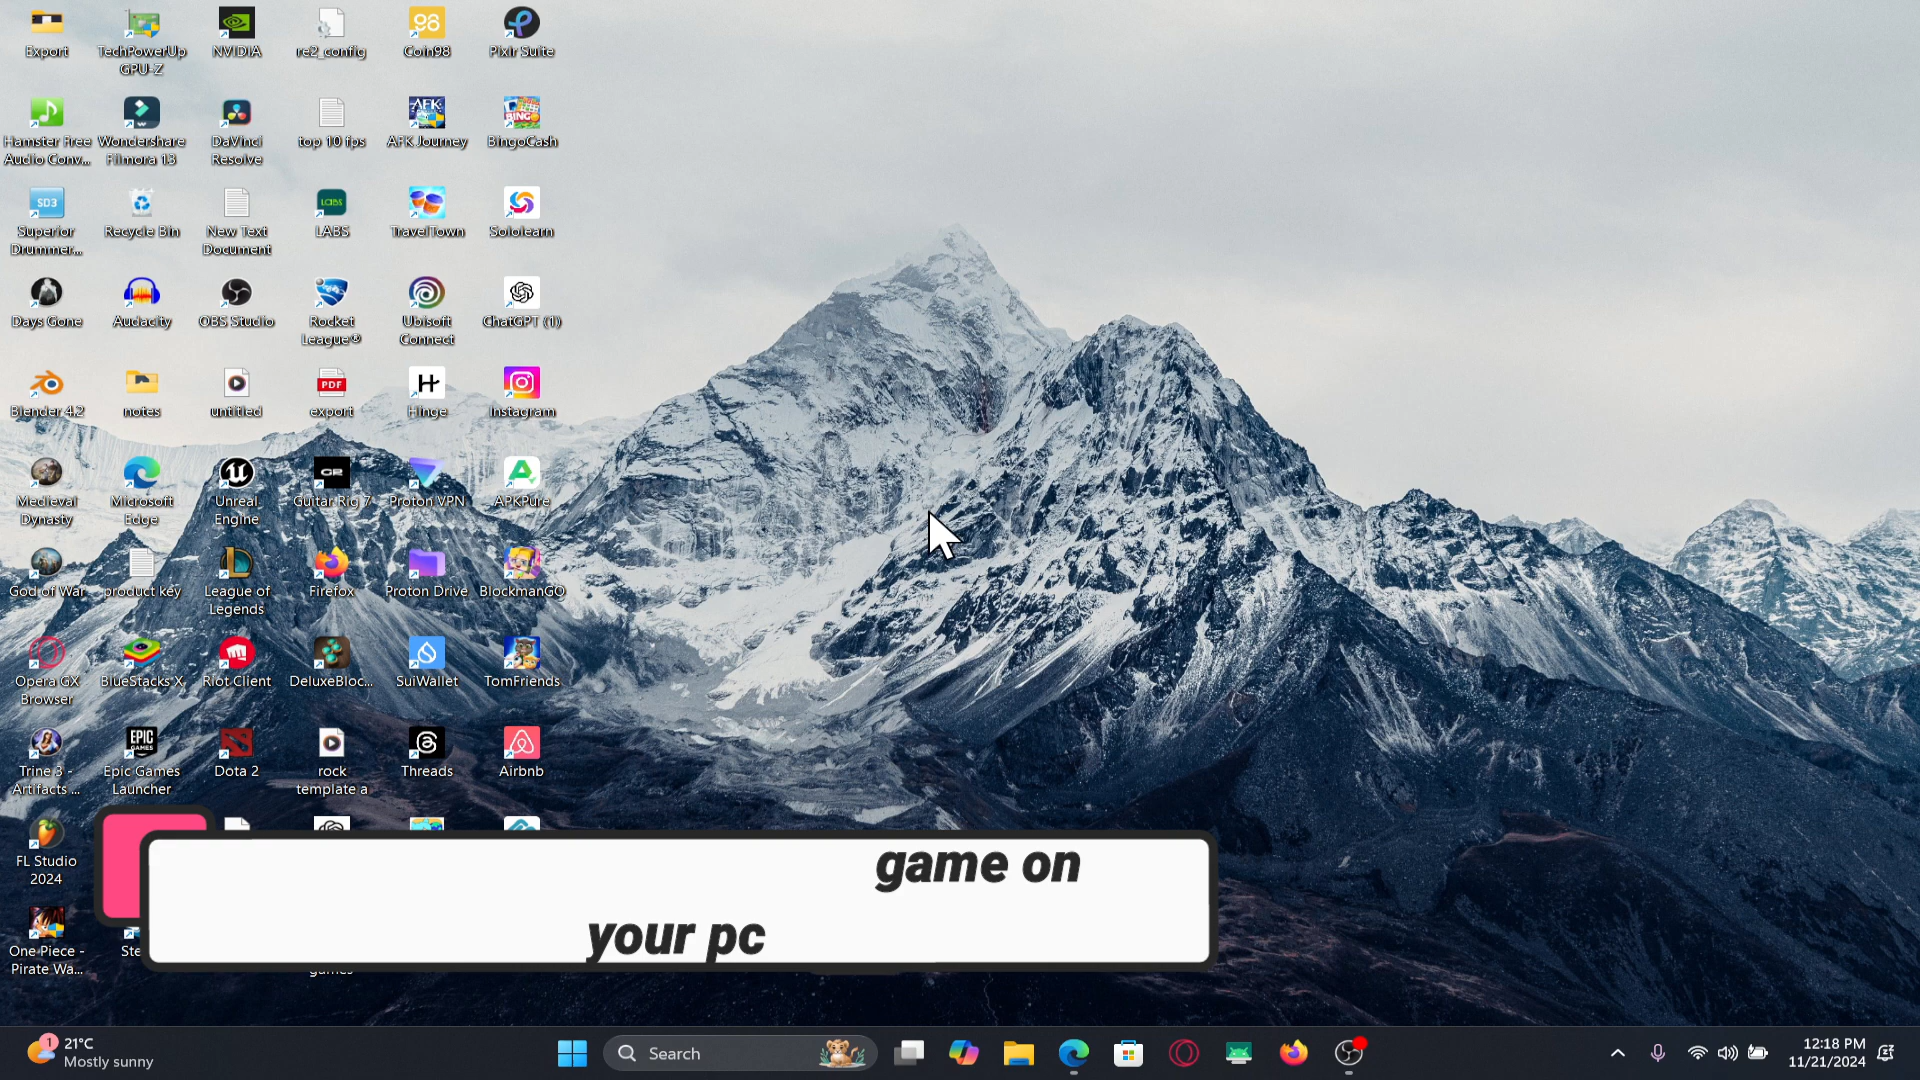 Export
TechPowerUp
GPU-Z
NVIDIA
re2_config
Coin98
Pixlr Suite
Hamster Free
Audio Conv...
Wondershare
Filmora 13
DaVinci
Resolve
top 10 fps
AFK Journey
BingoCash
Superior
Drummer...
Recycle Bin
New Text
Document
LABS
TravelTown
Sololearn
Days Gone
Audacity
OBS Studio
Rocket
League®
Ubisoft
Connect
ChatGPT (1)
Blender 4.2
notes
untitled
export
Hinge
Instagram
Medieval
Dynasty
Microsoft
Edge
Unreal
Engine
Guitar Rig 7
Proton VPN
APKPure
God of War
product key
League of
Legends
Firefox
Proton Drive
BlockmanGO
Opera GX
Browser
BlueStacks X
Riot Client
DeluxeBloc...
SuiWallet
TomFriends
Trine 3 -
Artifacts ...
Epic Games
Launcher
Dota 2
rock
template a
Threads
Airbnb
FL Studio
2024
One Piece -
Pirate Wa...
Ste
games
game on
your pc
1
21°C
Mostly sunny
Search
12:18 PM
11/21/2024